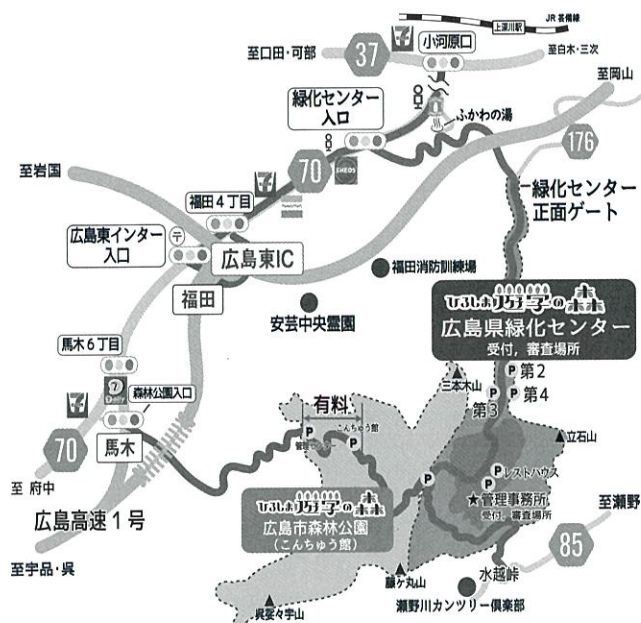 JR 芸備線
上深川駅
至口田・可部
37
小河原口
至白木・三次
至岡山
緑化センター
入口
ふかわの湯
176
至岩国
70
ENEOS
緑化センター
正面ゲート
福田4丁目
広島東インター
入口
広島東IC
福田消防訓練場
福田
安芸中央霊園
ひろしま遊学の森
広島県緑化センター
受付，審査場所
馬木6丁目
三本木山
P 第2
P 第4
第3
森林公園入口
有料
こんちゅう館
P
管理センター
P
立石山
70
馬木
P
P レストハウス
至 府中
ひろしま遊学の森
広島市森林公園
(こんちゅう館)
★管理事務所
受付，審査場所
至瀬野
広島高速1号
85
至宇品・呉
藤ヶ丸山
水越峠
瀬野川カンツリー倶楽部
呉娑々宇山